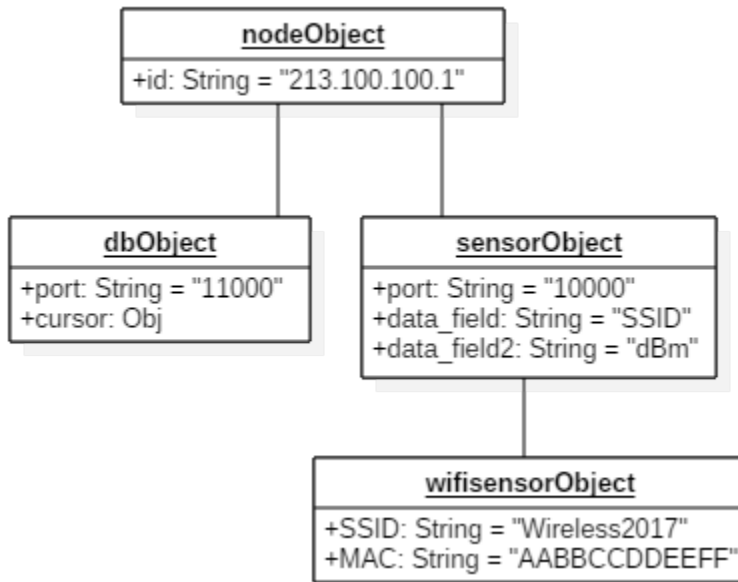 nodeObject
+id: String = "213.100.100.1"
dbObject
+port: String = "11000"
+cursor: Obj
sensorObject
+port: String = "10000"
+data_field: String = "SSID"
+data_field2: String = "dBm"
wifisensorObject
+SSID: String = "Wireless2017"
+MAC: String = "AABBCCDDEEFF"